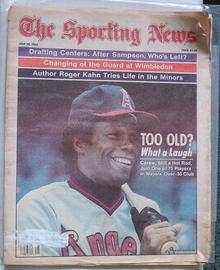 The Sporting News
Drafting Centers: After Sampson, Who's Left?
Changing of the Guard at Wimbledon
Author Roger Kahn Tries Life in the Minors
TOO OLD?
What a Laugh
Carew, Still a Hot Rod,
Just One of 75 Players
in Majors' Over-35 Club
Angels